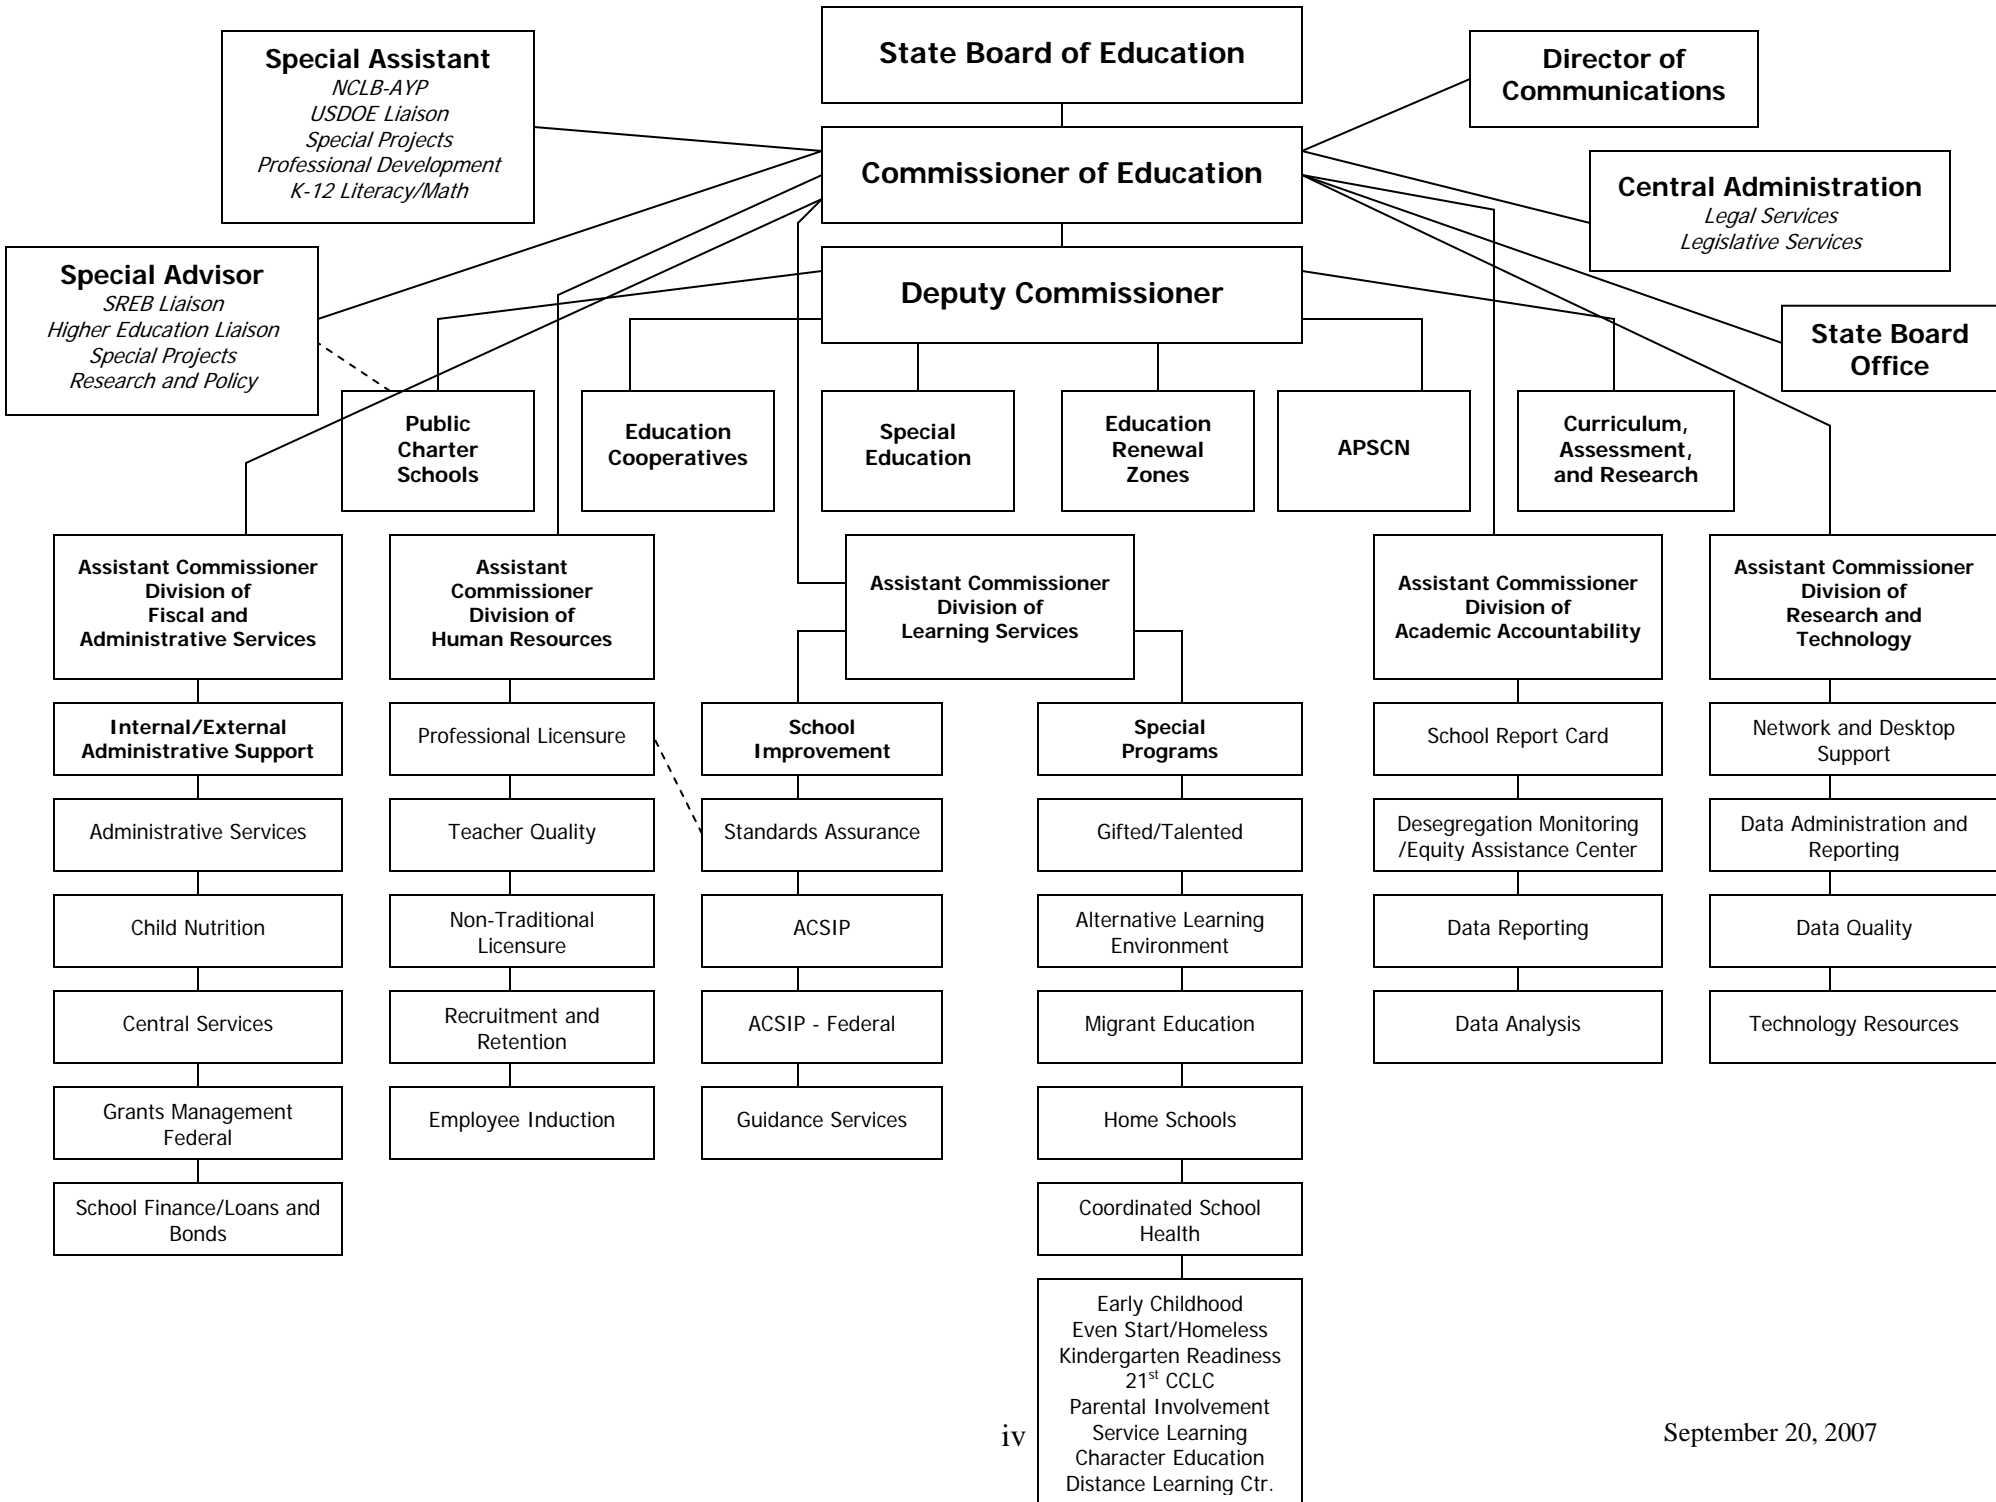 State Board of Education
Special Assistant
NCLB-AYP
USDOE Liaison
Special Projects
Professional Development
K-12 Literacy/Math
Director of
Communications
Commissioner of Education
Central Administration
Legal Services
Legislative Services
Special Advisor
SREB Liaison
Higher Education Liaison
Special Projects
Research and Policy
Deputy Commissioner
State Board
Office
Public
Charter
Schools
Education
Cooperatives
Special
Education
Education
Renewal
Zones
APSCN
Curriculum,
Assessment,
and Research
Assistant Commissioner
Division of
Fiscal and
Administrative Services
Assistant
Commissioner
Division of
Human Resources
Assistant Commissioner
Division of
Learning Services
Assistant Commissioner
Division of
Academic Accountability
Assistant Commissioner
Division of
Research and
Technology
Internal/External
Administrative Support
Professional Licensure
School
Improvement
Special
Programs
School Report Card
Network and Desktop
Support
Administrative Services
Teacher Quality
Standards Assurance
Gifted/Talented
Desegregation Monitoring
/Equity Assistance Center
Data Administration and
Reporting
Child Nutrition
Non-Traditional
Licensure
ACSIP
Alternative Learning
Environment
Data Reporting
Data Quality
Central Services
Recruitment and
Retention
ACSIP - Federal
Migrant Education
Data Analysis
Technology Resources
Grants Management
Federal
Employee Induction
Guidance Services
Home Schools
School Finance/Loans and
Bonds
Coordinated School
Health
Early Childhood
Even Start/Homeless
Kindergarten Readiness
21st CCLC
Parental Involvement
Service Learning
Character Education
Distance Learning Ctr.
iv
September 20, 2007